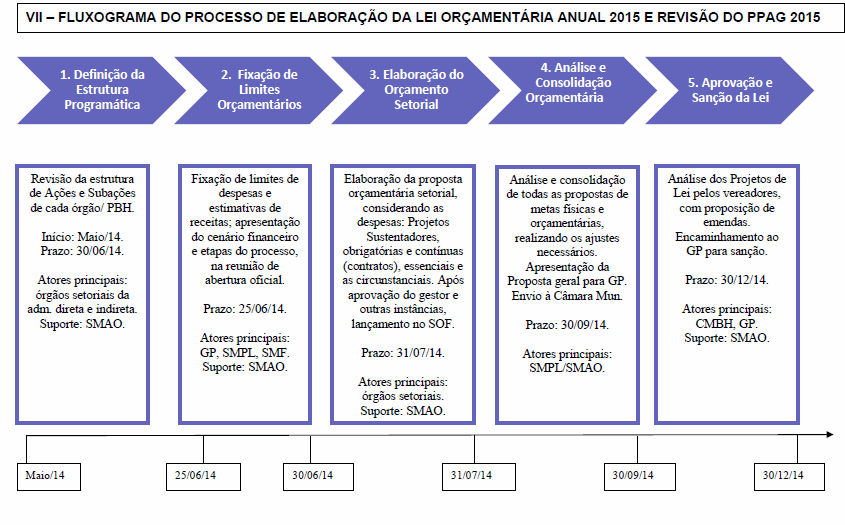 VII – FLUXOGRAMA DO PROCESSO DE ELABORAÇÃO DA LEI ORÇAMENTÁRIA ANUAL 2015 E REVISÃO DO PPAG 2015
1. Definição da
Estrutura
Programática
2. Fixação de
Limites
Orçamentários
3. Elaboração do
Orçamento
Setorial
4. Análise e
Consolidação
Orçamentária
5. Aprovação e
Sanção da Lei
Revisão da estrutura
de Ações e Subações
de cada órgão/ PBH.
Início: Maio/14.
Prazo: 30/06/14.
Atores principais:
órgãos setoriais da
adm. direta e indireta.
Suporte: SMAO.
Fixação de limites de
despesas e
estimativas de
receitas; apresentação
do cenário financeiro
e etapas do processo,
na reunião de
abertura oficial.
Prazo: 25/06/14.
Atores principais:
GP, SMPL, SMF.
Suporte: SMAO.
Elaboração da proposta
orçamentária setorial,
considerando as
despesas: Projetos
Sustentadores,
obrigatórias e contínuas
(contratos), essenciais e
as circunstanciais. Após
aprovação do gestor e
outras instâncias,
lançamento no SOF.
Prazo: 31/07/14.
Atores principais:
órgãos setoriais.
Suporte: SMAO.
Análise e consolidação
de todas as propostas de
metas físicas e
orçamentárias,
realizando os ajustes
necessários.
Apresentação da
Proposta geral para GP.
Envio à Câmara Mun.
Prazo: 30/09/14.
Atores principais:
SMPL/SMAO.
Análise dos Projetos de
Lei pelos vereadores,
com proposição de
emendas.
Encaminhamento ao
GP para sanção.
Prazo: 30/12/14.
Atores principais:
CMBH, GP.
Suporte: SMAO.
Maio/14
25/06/14
30/06/14
31/07/14
30/09/14
30/12/14